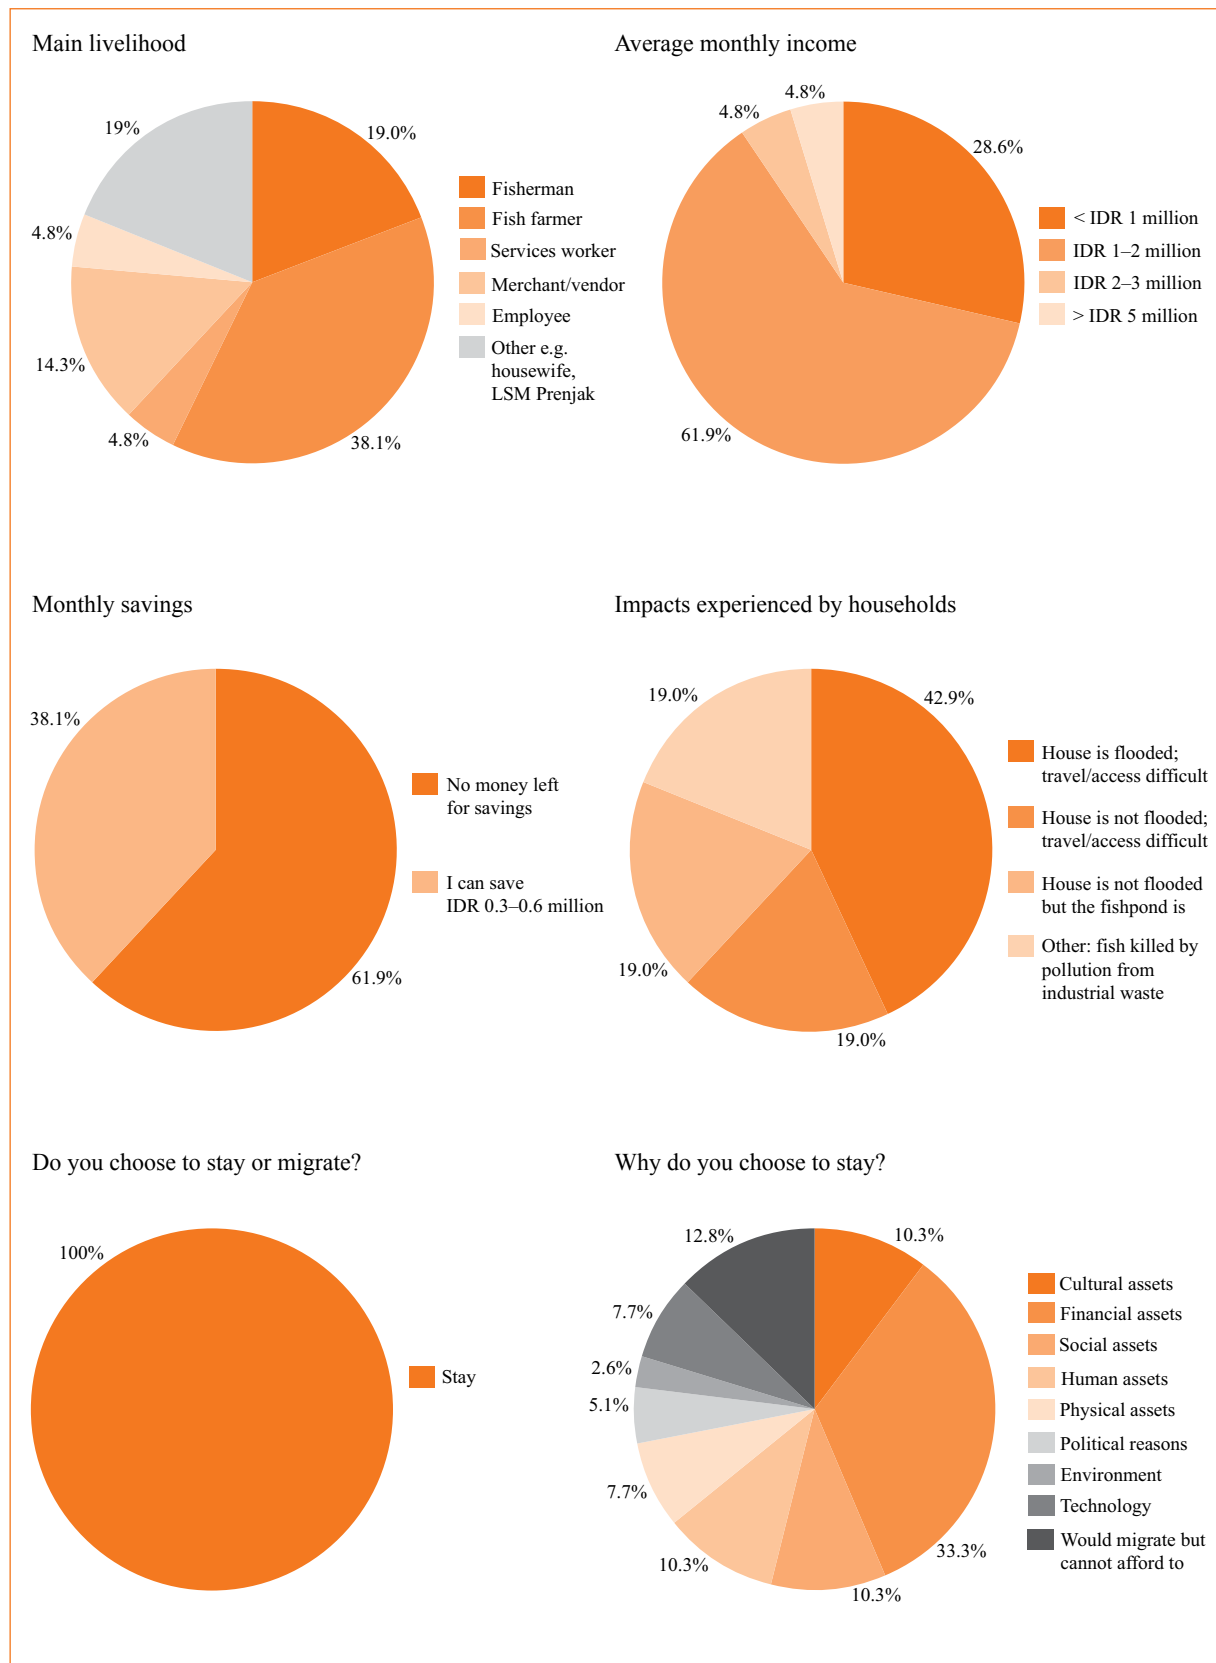 Main livelihood
19%
19.0%
4.8%
14.3%
4.8%
38.1%
Fisherman
Fish farmer
Services worker
Merchant/vendor
Employee
Other e.g.
housewife,
LSM Prenjak
Average monthly income
4.8%
4.8%
28.6%
61.9%
< IDR 1 million
IDR 1–2 million
IDR 2–3 million
> IDR 5 million
Monthly savings
38.1%
61.9%
No money left
for savings
I can save
IDR 0.3–0.6 million
Impacts experienced by households
19.0%
42.9%
19.0%
19.0%
House is flooded;
travel/access difficult
House is not flooded;
travel/access difficult
House is not flooded
but the fishpond is
Other: fish killed by
pollution from
industrial waste
Do you choose to stay or migrate?
100%
Stay
Why do you choose to stay?
12.8%
10.3%
7.7%
2.6%
5.1%
7.7%
10.3%
10.3%
33.3%
Cultural assets
Financial assets
Social assets
Human assets
Physical assets
Political reasons
Environment
Technology
Would migrate but
cannot afford to